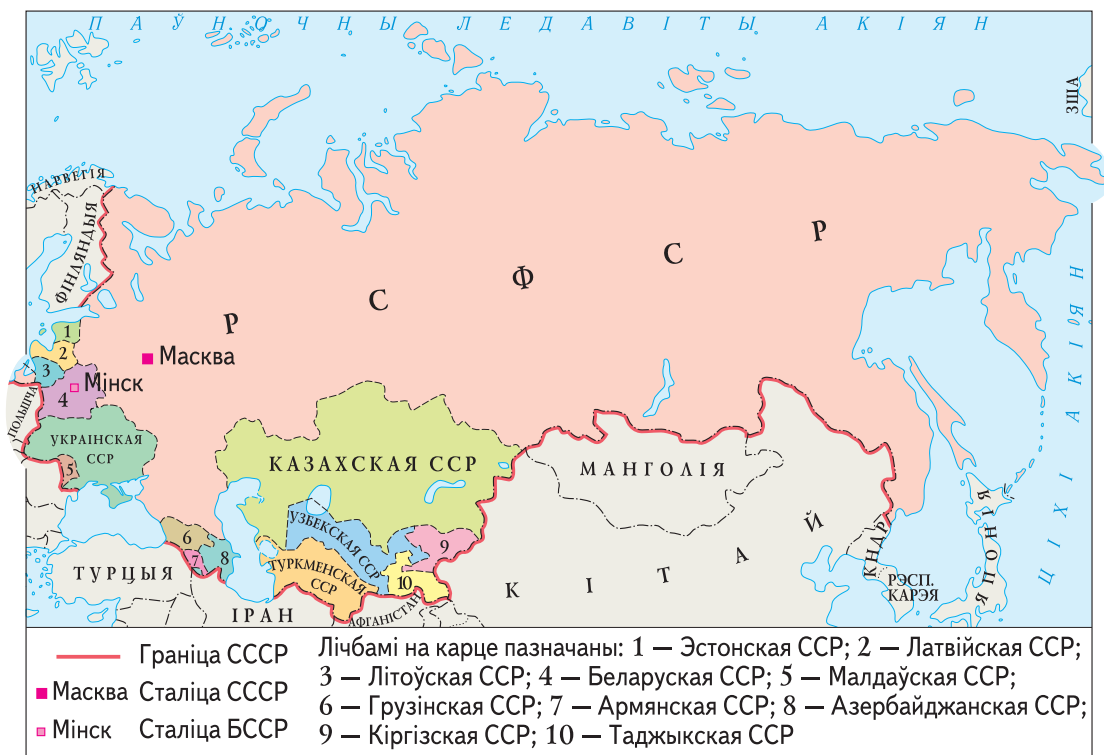 ПАЎНОЧНЫ ЛЕДАВІТЫ АКІЯН
ЗША
НАРВЕГІЯ
ФІНЛЯНДЫЯ
Р С Ф С Р
ЦІХІ АКІЯН
1
2
3
Масква
Мінск
4
ПОЛЬШЧА
УКРАІНСКАЯ
ССР
5
КАЗАХСКАЯ ССР
МАНГОЛІЯ
6
7
8
УЗБЕКСКАЯ ССР
9
ТУРКМЕНСКАЯ
ССР
10
КІТАЙ
КНДР
РЭСП.
КАРЭЯ
ЯПОНІЯ
ТУРЦЫЯ
ІРАН
АФГАНІСТАН
Граніца СССР
Масква Сталіца СССР
Мінск Сталіца БССР
Лічбамі на карце пазначаны: 1 — Эстонская ССР; 2 — Латвійская ССР;
3 — Літоўская ССР; 4 — Беларуская ССР; 5 — Малдаўская ССР;
6 — Грузінская ССР; 7 — Армянская ССР; 8 — Азербайджанская ССР;
9 — Кіргізская ССР; 10 — Таджыкская ССР